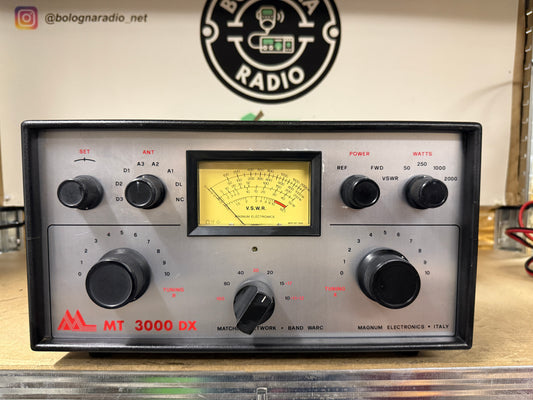 @bolognaradio_net
RADIO
SET
ANT
POWER
WATTS
A3 A2
D1 A1
D2 DL
D3 NC
REF FWD
VSWR
50 250 1000
2000
V.S.W.R.
MAGNUM ELECTRONICS
0 1 2 3 4 5 6 7 8 9 10
TUNING
40 30 20
80 15
10
0 1 2 3 4 5 6 7 8 9 10
TUNING
MT 3000 DX
NETWORK • BAND WARC
MAGNUM ELECTRONICS • ITALY